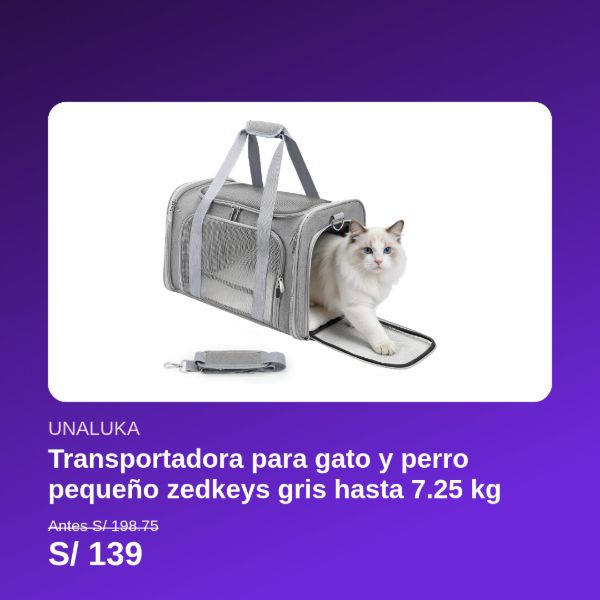 UNALUKA
Transportadora para gato y perro
pequeño zedkeys gris hasta 7.25 kg
Antes S/ 198.75
S/ 139